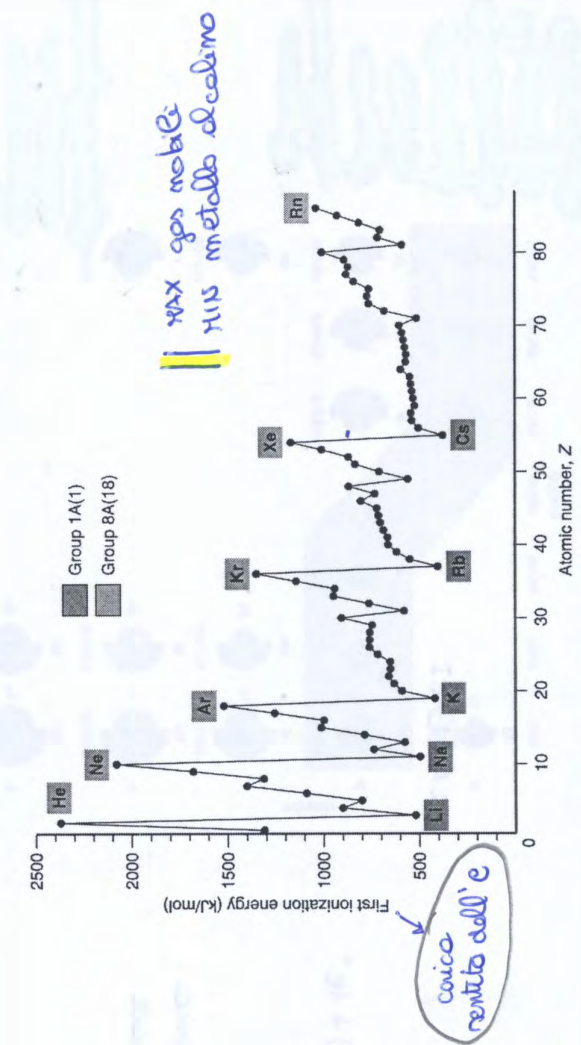 MAX gas nobili
MIN metallo alcalino
Group 1A(1)
Group 8A(18)
He
Ne
Ar
Kr
Xe
Rn
Li
Na
K
Rb
Cs
2500
2000
1500
1000
500
0
10
20
30
40
50
60
70
80
First ionization energy (kJ/mol)
Atomic number, Z
carica
sentita dall'e